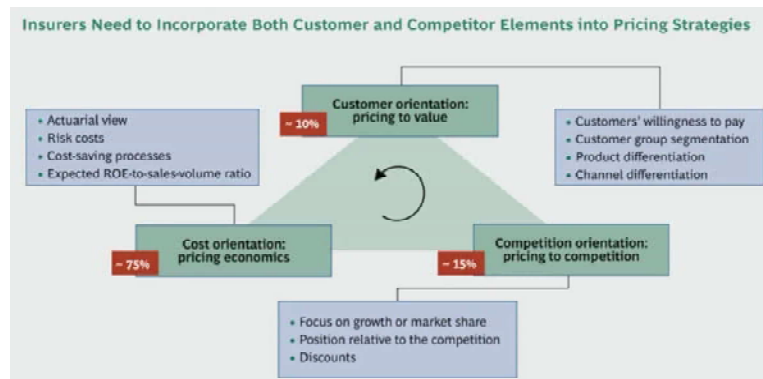 Insurers Need to Incorporate Both Customer and Competitor Elements into Pricing Strategies
Customer orientation:
pricing to value
~ 10%
• Actuarial view
• Risk costs
• Cost-saving processes
• Expected ROE-to-sales-volume ratio
• Customers' willingness to pay
• Customer group segmentation
• Product differentiation
• Channel differentiation
Cost orientation:
pricing economics
~ 75%
Competition orientation:
pricing to competition
~ 15%
• Focus on growth or market share
• Position relative to the competition
• Discounts